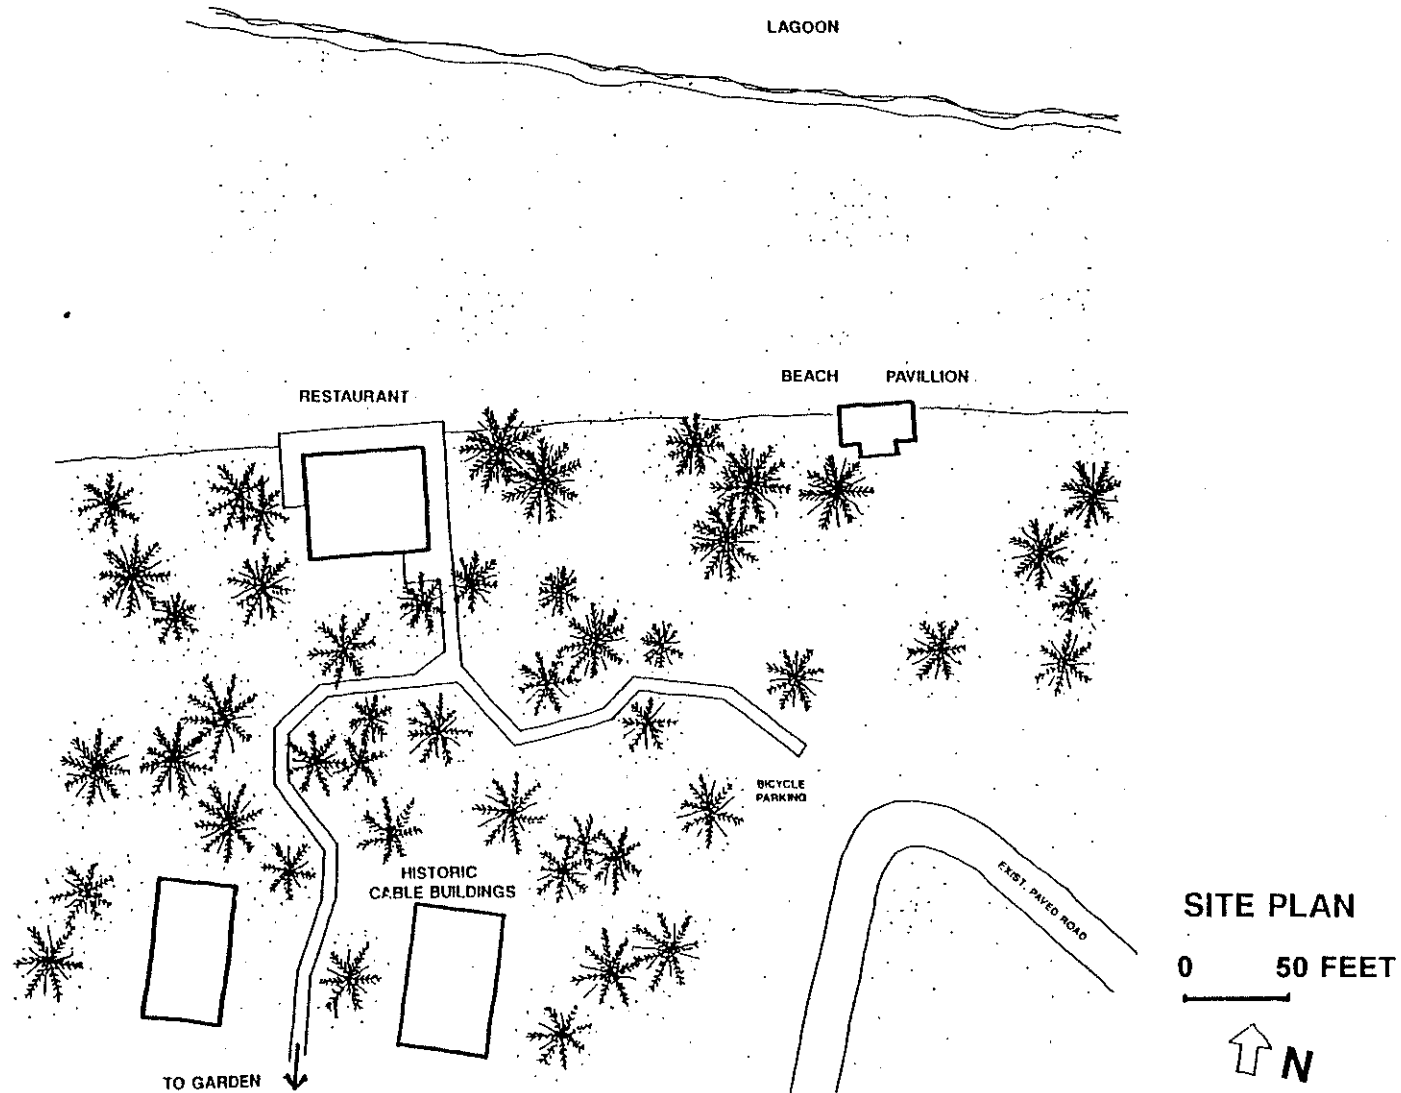 LAGOON
BEACH PAVILLION
RESTAURANT
BICYCLE
PARKING
HISTORIC
CABLE BUILDINGS
EXIST. PAVED ROAD
SITE PLAN
0 50 FEET
N
TO GARDEN